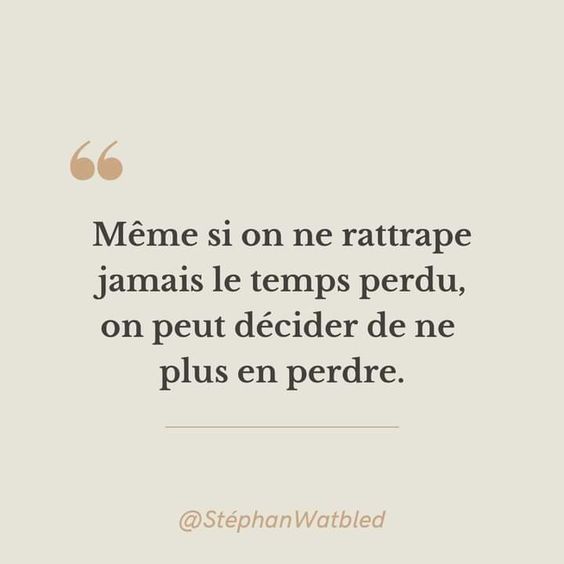 “
Même si on ne rattrape
jamais le temps perdu,
on peut décider de ne
plus en perdre.
@StéphanWatbled